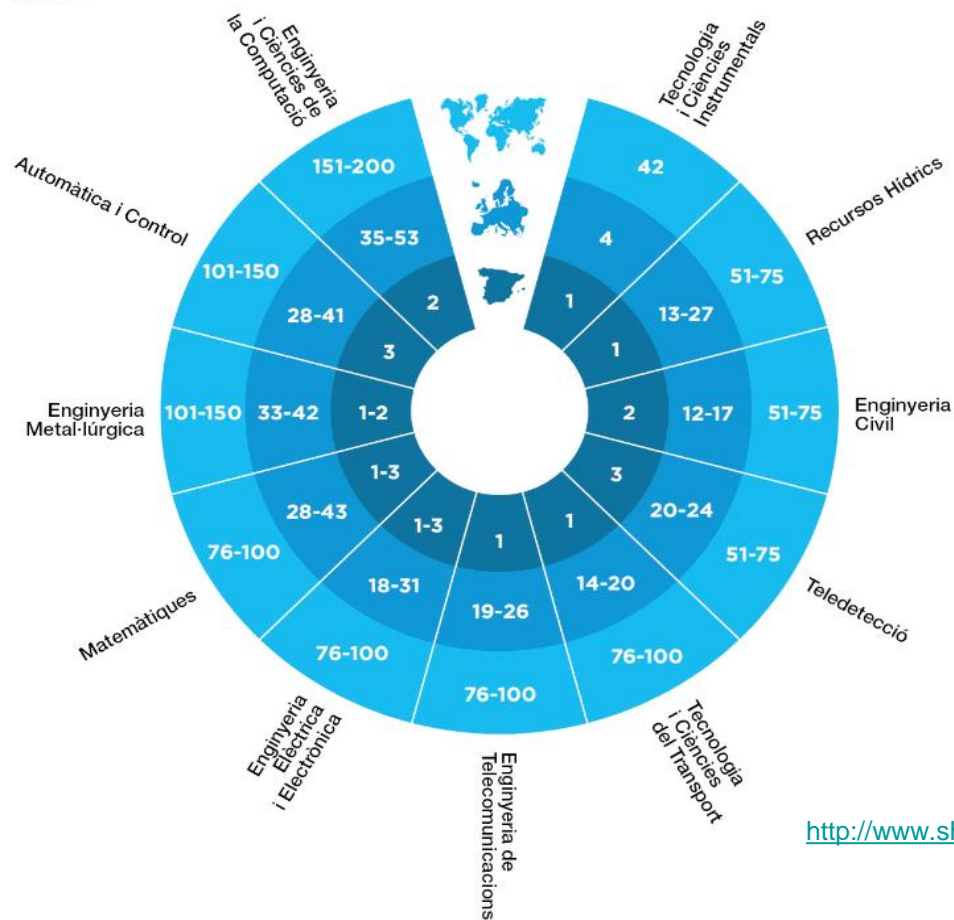 Enginyeria
i Ciències de
la Computació
151-200
35-53
2
Tecnologia
i Ciències
Instrumentals
42
4
1
Recursos Hídrics
51-75
13-27
1
Enginyeria
Civil
51-75
12-17
2
Teledetecció
51-75
20-24
3
Tecnologia
i Ciències
del Transport
76-100
14-20
1
Enginyeria de
Telecomunicacions
76-100
19-26
1
Enginyeria
Elèctrica
i Electrònica
76-100
18-31
1-3
Matemàtiques
76-100
28-43
1-3
Enginyeria
Metal·lúrgica
101-150
33-42
1-2
Automàtica i Control
101-150
28-41
3